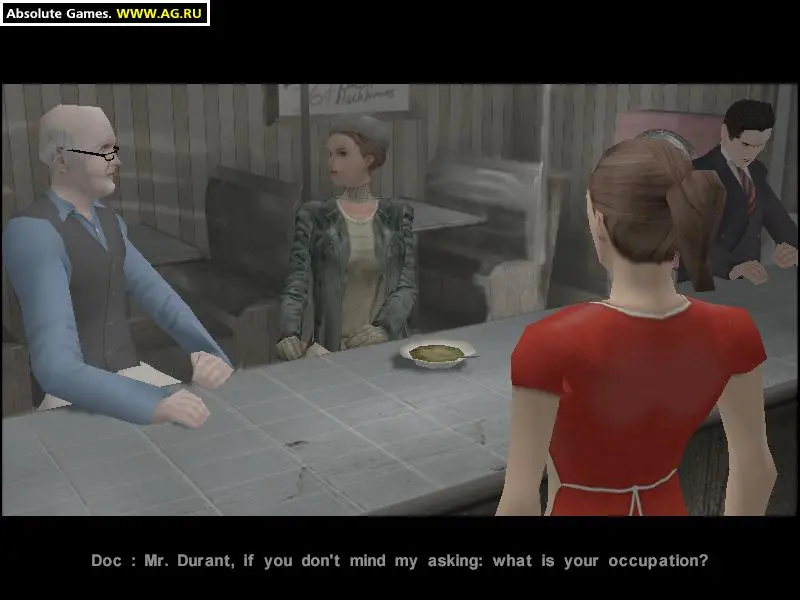 Absolute Games. WWW.AG.RU
Doc : Mr. Durant, if you don't mind my asking: what is your occupation?